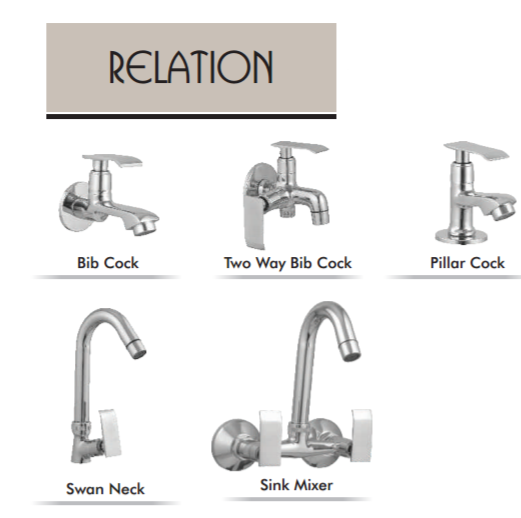 RELATION
Bib Cock
Two Way Bib Cock
Pillar Cock
Swan Neck
Sink Mixer